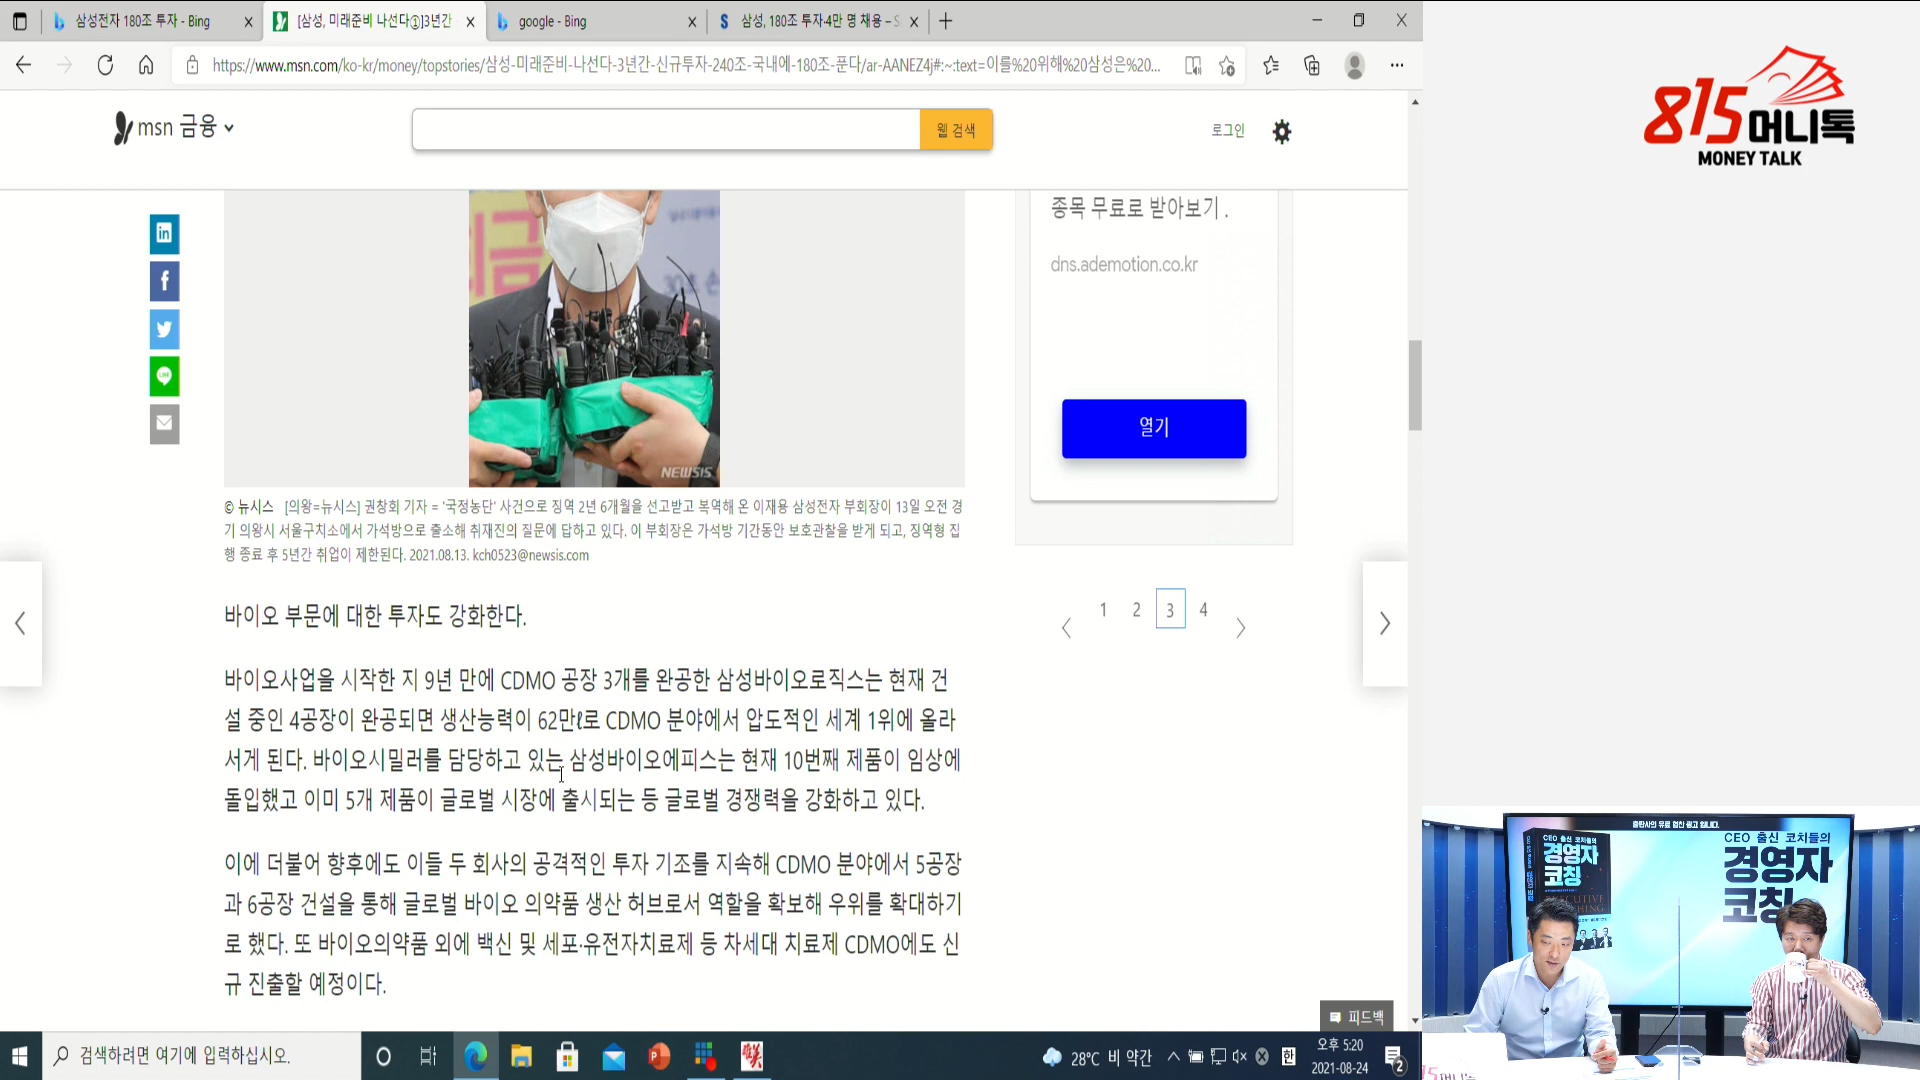 삼성전자 180조 투자 - Bing
[삼성, 미래준비 나선다①]3년간
google - Bing
삼성, 180조 투자·4만 명 채용 – S
https://www.msn.com/ko-kr/money/topstories/삼성-미래준비-나선다-3년간-신규투자-240조-국내에-180조-푼다/ar-AANEZ4j#:~:text=이를%20위해%20삼성은%20...
msn 금융
웹 검색
로그인
815머니톡
MONEY TALK
종목 무료로 받아보기 .
dns.ademotion.co.kr
열기
NEWSIS
© 뉴시스 [의왕=뉴시스] 권창회 기자 = '국정농단' 사건으로 징역 2년 6개월을 선고받고 복역해 온 이재용 삼성전자 부회장이 13일 오전 경
기 의왕시 서울구치소에서 가석방으로 출소해 취재진의 질문에 답하고 있다. 이 부회장은 가석방 기간동안 보호관찰을 받게 되고, 징역형 집
행 종료 후 5년간 취업이 제한된다. 2021.08.13. kch0523@newsis.com
1 2 3 4
바이오 부문에 대한 투자도 강화한다.
바이오사업을 시작한 지 9년 만에 CDMO 공장 3개를 완공한 삼성바이오로직스는 현재 건
설 중인 4공장이 완공되면 생산능력이 62만ℓ로 CDMO 분야에서 압도적인 세계 1위에 올라
서게 된다. 바이오시밀러를 담당하고 있는 삼성바이오에피스는 현재 10번째 제품이 임상에
돌입했고 이미 5개 제품이 글로벌 시장에 출시되는 등 글로벌 경쟁력을 강화하고 있다.
이에 더불어 향후에도 이들 두 회사의 공격적인 투자 기조를 지속해 CDMO 분야에서 5공장
과 6공장 건설을 통해 글로벌 바이오 의약품 생산 허브로서 역할을 확보해 우위를 확대하기
로 했다. 또 바이오의약품 외에 백신 및 세포·유전자치료제 등 차세대 치료제 CDMO에도 신
규 진출할 예정이다.
피드백
출판사의 유료 협찬 광고 입니다.
CEO 출신 코치들의
경영자
코칭
CEO 출신 코치들의
경영자
코칭
검색하려면 여기에 입력하십시오.
28°C 비 약간
한
오후 5:20
2021-08-24
2